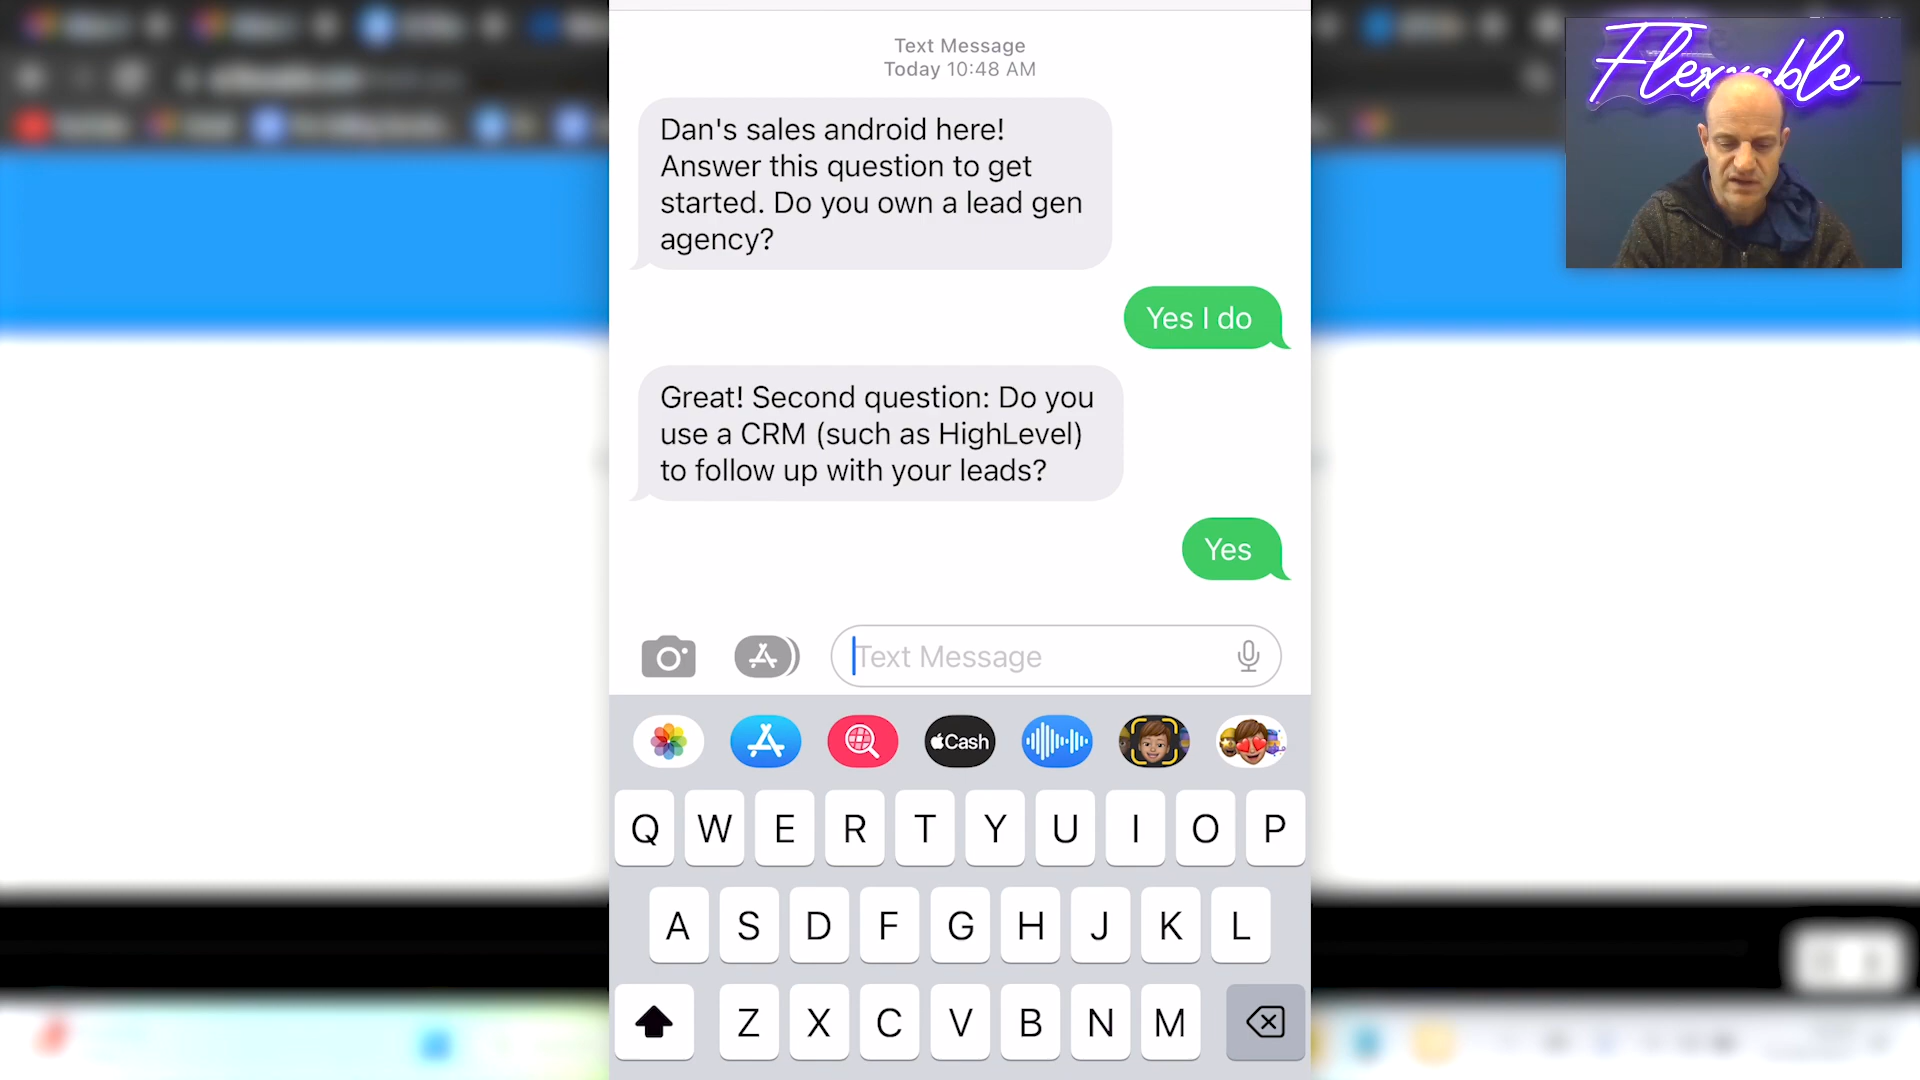 Text Message
Today 10:48 AM
Dan's sales android here!
Answer this question to get
started. Do you own a lead gen
agency?
Yes I do
Great! Second question: Do you
use a CRM (such as HighLevel)
to follow up with your leads?
Yes
Text Message
Cash
Q W E R T Y U I O P
A S D F G H J K L
Z X C V B N M
Flexxable